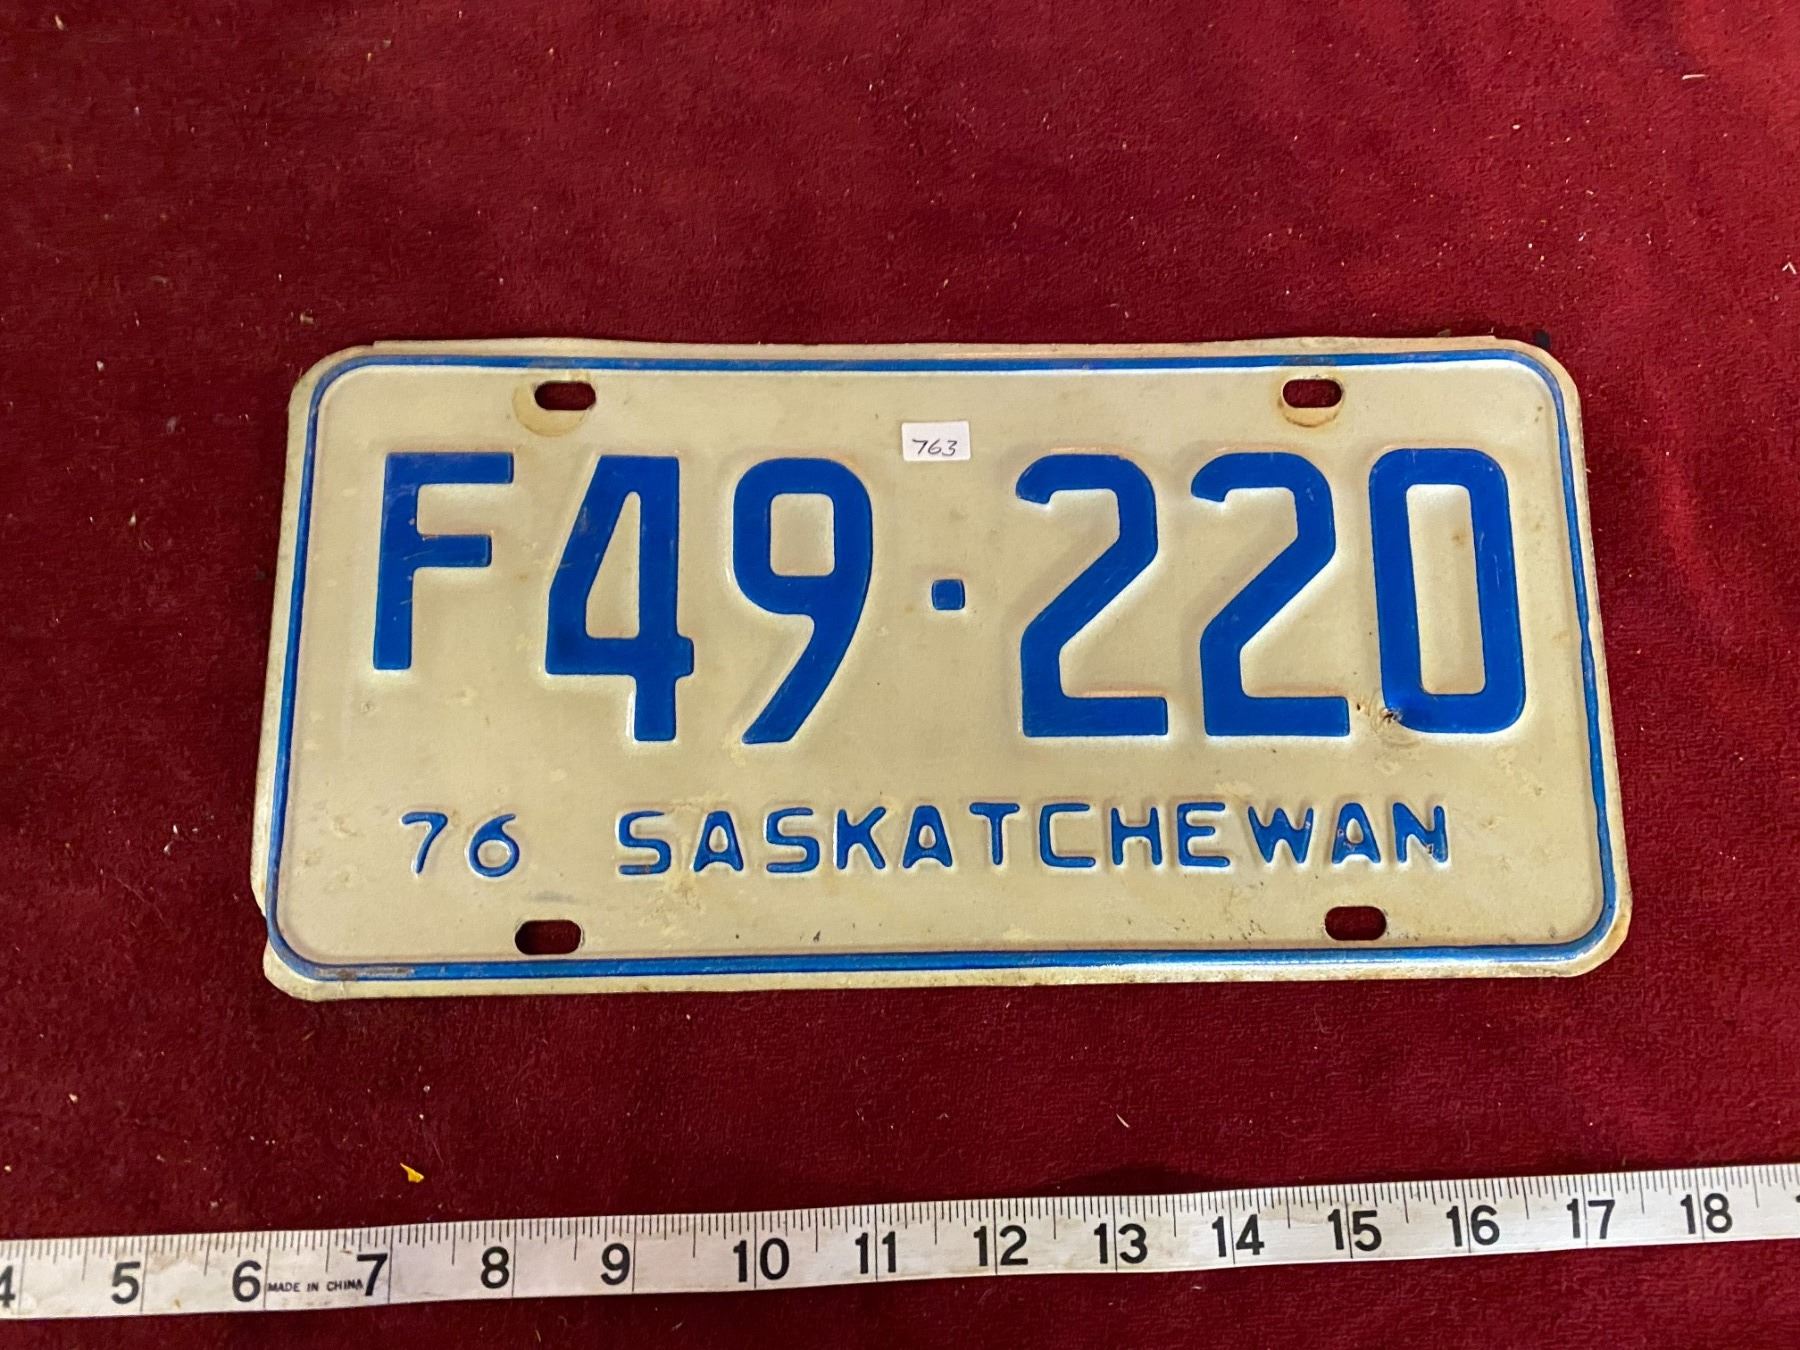 763
F49·220
76 SASKATCHEWAN
4 5 6 MADE IN CHINA 7 8 9 10 11 12 13 14 15 16 17 18